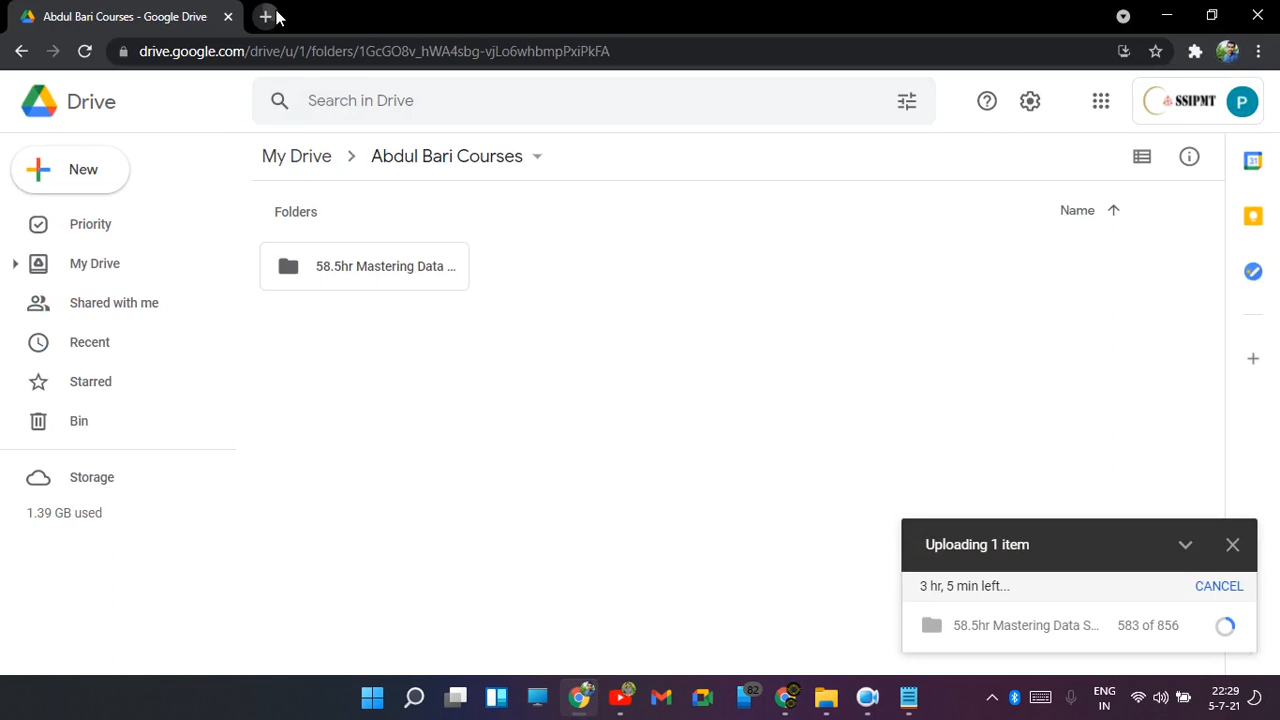 Abdul Bari Courses - Google Drive
drive.google.com/drive/u/1/folders/1GcGO8v_hWA4sbg-vjLo6whbmpPxiPkFA
Drive
Search in Drive
SSIPMT
P
New
My Drive
Abdul Bari Courses
Priority
My Drive
Shared with me
Recent
Starred
Bin
Storage
1.39 GB used
Folders
Name
58.5hr Mastering Data ...
31
Uploading 1 item
3 hr, 5 min left...
CANCEL
58.5hr Mastering Data S...
583 of 856
82
ENG
IN
22:29
5-7-21